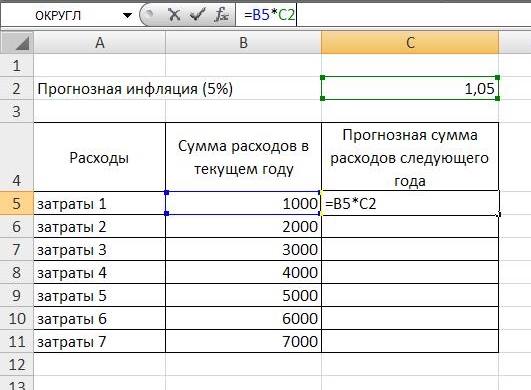 ОКРУГЛ fx =B5*C2
A B C
1
2 Прогнозная инфляция (5%) 1,05
3
4 Расходы Сумма расходов в текущем году Прогнозная сумма расходов следующего года
5 затраты 1 1000 =B5*C2
6 затраты 2 2000
7 затраты 3 3000
8 затраты 4 4000
9 затраты 5 5000
10 затраты 6 6000
11 затраты 7 7000
12
13